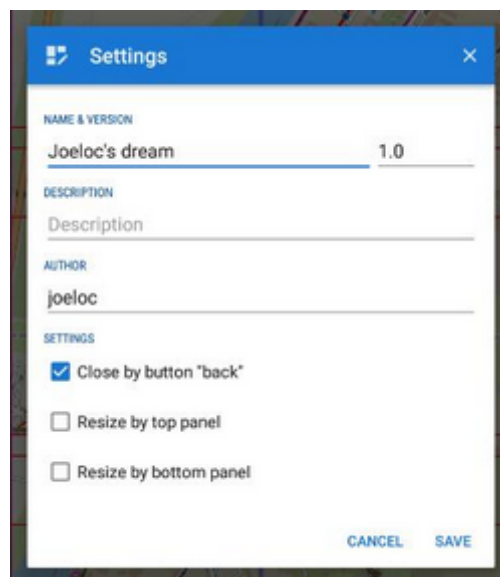 Settings
NAME & VERSION
Joeloc's dream 1.0
DESCRIPTION
Description
AUTHOR
joeloc
SETTINGS
Close by button "back"
Resize by top panel
Resize by bottom panel
CANCEL SAVE